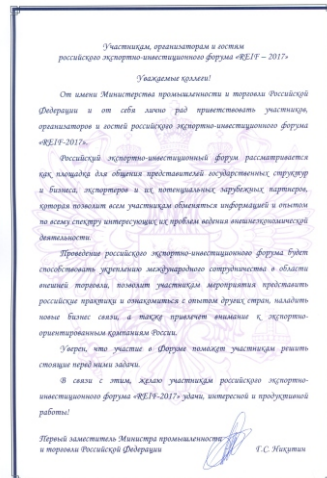 Участникам, организаторам и гостям
российского экспортно-инвестиционного форума «REIF – 2017»
Уважаемые коллеги!
От имени Министерства промышленности и торговли Российской
Федерации и от себя лично рад приветствовать участников,
организаторов и гостей российского экспортно-инвестиционного форума
«REIF-2017».
Российский экспортно-инвестиционный форум рассматривается
как площадка для общения представителей государственных структур
и бизнеса, экспортеров и их потенциальных зарубежных партнеров,
которая позволит всем участникам обменяться информацией и опытом
по всему спектру интересующих их проблем ведения внешнеэкономической
деятельности.
Проведение российского экспортно-инвестиционного форума будет
способствовать укреплению международного сотрудничества в области
внешней торговли, позволит участникам мероприятия представить
российские практики и ознакомиться с опытом других стран, наладить
новые бизнес связи, а также привлечет внимание к экспортно-
ориентированным компаниям России.
Уверен, что участие в Форуме поможет участникам решить
стоящие перед ними задачи.
В связи с этим, желаю участникам российского экспортно-
инвестиционного форума «REIF-2017» удачи, интересной и продуктивной
работы!
Первый заместитель Министра промышленности
и торговли Российской Федерации Г.С. Никитин